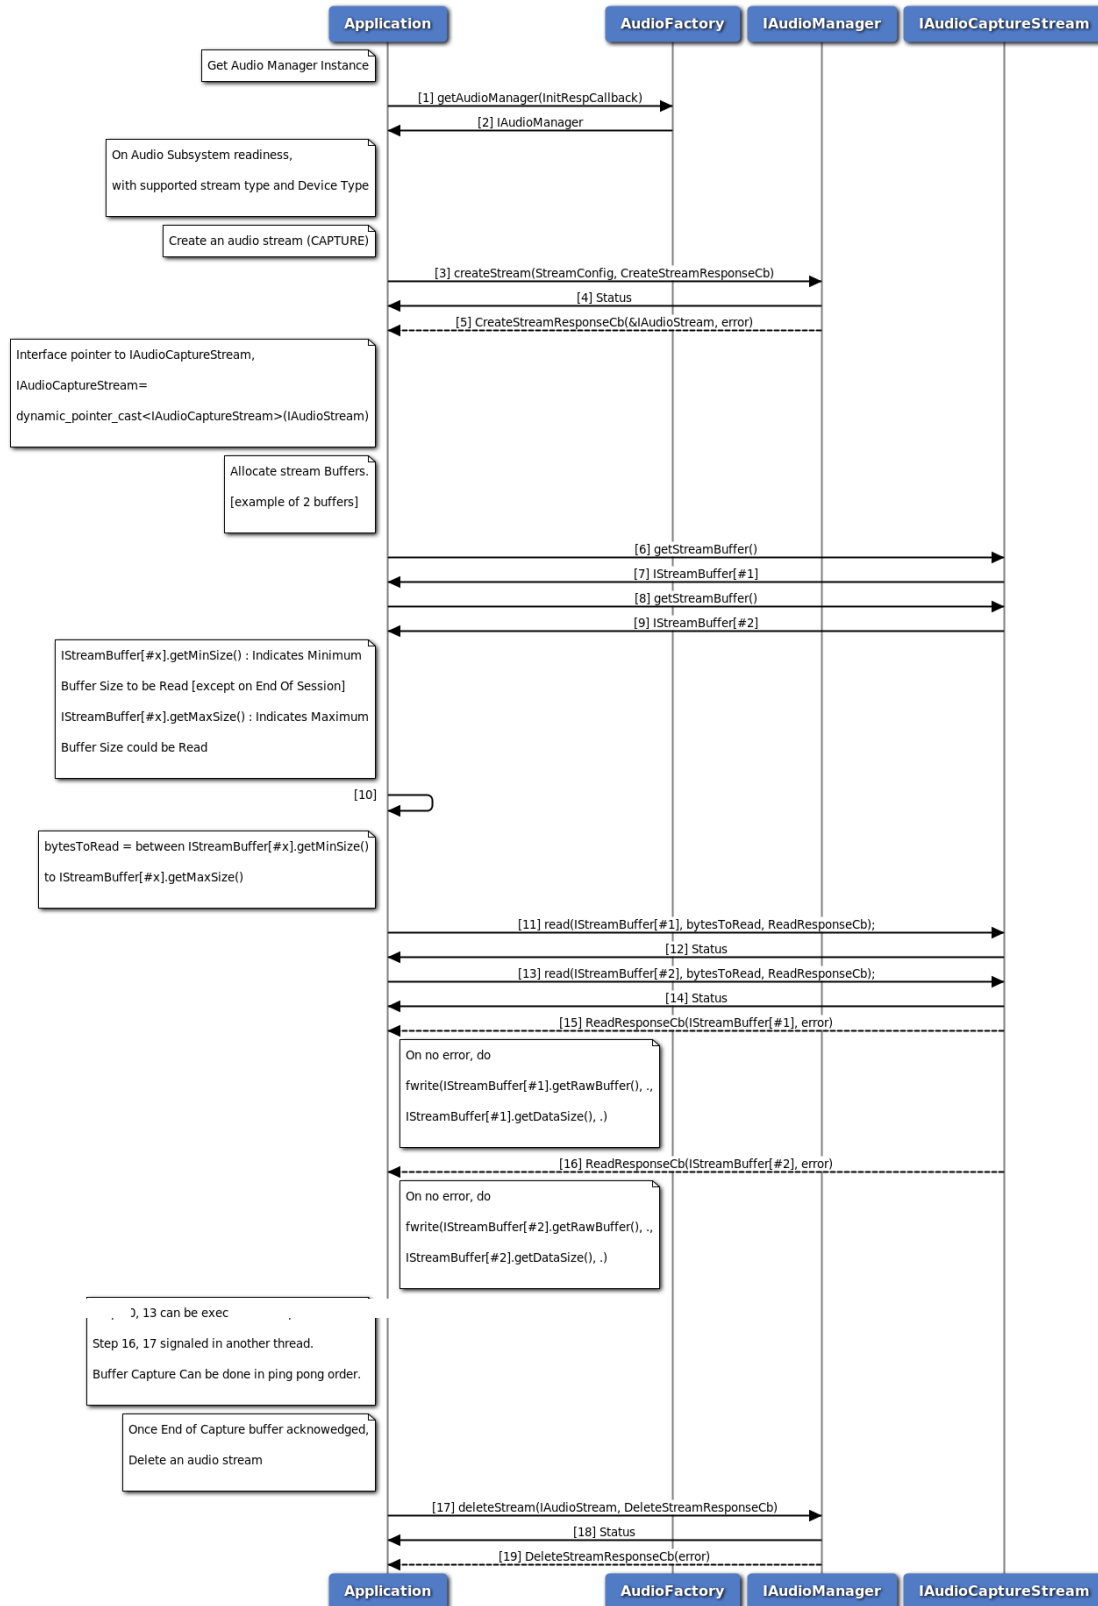 Application
AudioFactory
IAudioManager
IAudioCaptureStream
Get Audio Manager Instance
[1] getAudioManager(InitRespCallback)
[2] IAudioManager
On Audio Subsystem readiness,
with supported stream type and Device Type
Create an audio stream (CAPTURE)
[3] createStream(StreamConfig, CreateStreamResponseCb)
[4] Status
[5] CreateStreamResponseCb(&IAudioStream, error)
Interface pointer to IAudioCaptureStream,
IAudioCaptureStream=
dynamic_pointer_cast<IAudioCaptureStream>(IAudioStream)
Allocate stream Buffers.
[example of 2 buffers]
[6] getStreamBuffer()
[7] IStreamBuffer[#1]
[8] getStreamBuffer()
[9] IStreamBuffer[#2]
IStreamBuffer[#x].getMinSize() : Indicates Minimum
Buffer Size to be Read [except on End Of Session]
IStreamBuffer[#x].getMaxSize() : Indicates Maximum
Buffer Size could be Read
[10]
bytesToRead = between IStreamBuffer[#x].getMinSize()
to IStreamBuffer[#x].getMaxSize()
[11] read(IStreamBuffer[#1], bytesToRead, ReadResponseCb);
[12] Status
[13] read(IStreamBuffer[#2], bytesToRead, ReadResponseCb);
[14] Status
[15] ReadResponseCb(IStreamBuffer[#1], error)
On no error, do
fwrite(IStreamBuffer[#1].getRawBuffer(), .,
IStreamBuffer[#1].getDataSize(), .)
[16] ReadResponseCb(IStreamBuffer[#2], error)
On no error, do
fwrite(IStreamBuffer[#2].getRawBuffer(), .,
IStreamBuffer[#2].getDataSize(), .)
13 can be
Step 16, 17 signaled in another thread.
Buffer Capture Can be done in ping pong order.
Once End of Capture buffer acknowedged,
Delete an audio stream
[17] deleteStream(IAudioStream, DeleteStreamResponseCb)
[18] Status
[19] DeleteStreamResponseCb(error)
Application
AudioFactory
IAudioManager
IAudioCaptureStream